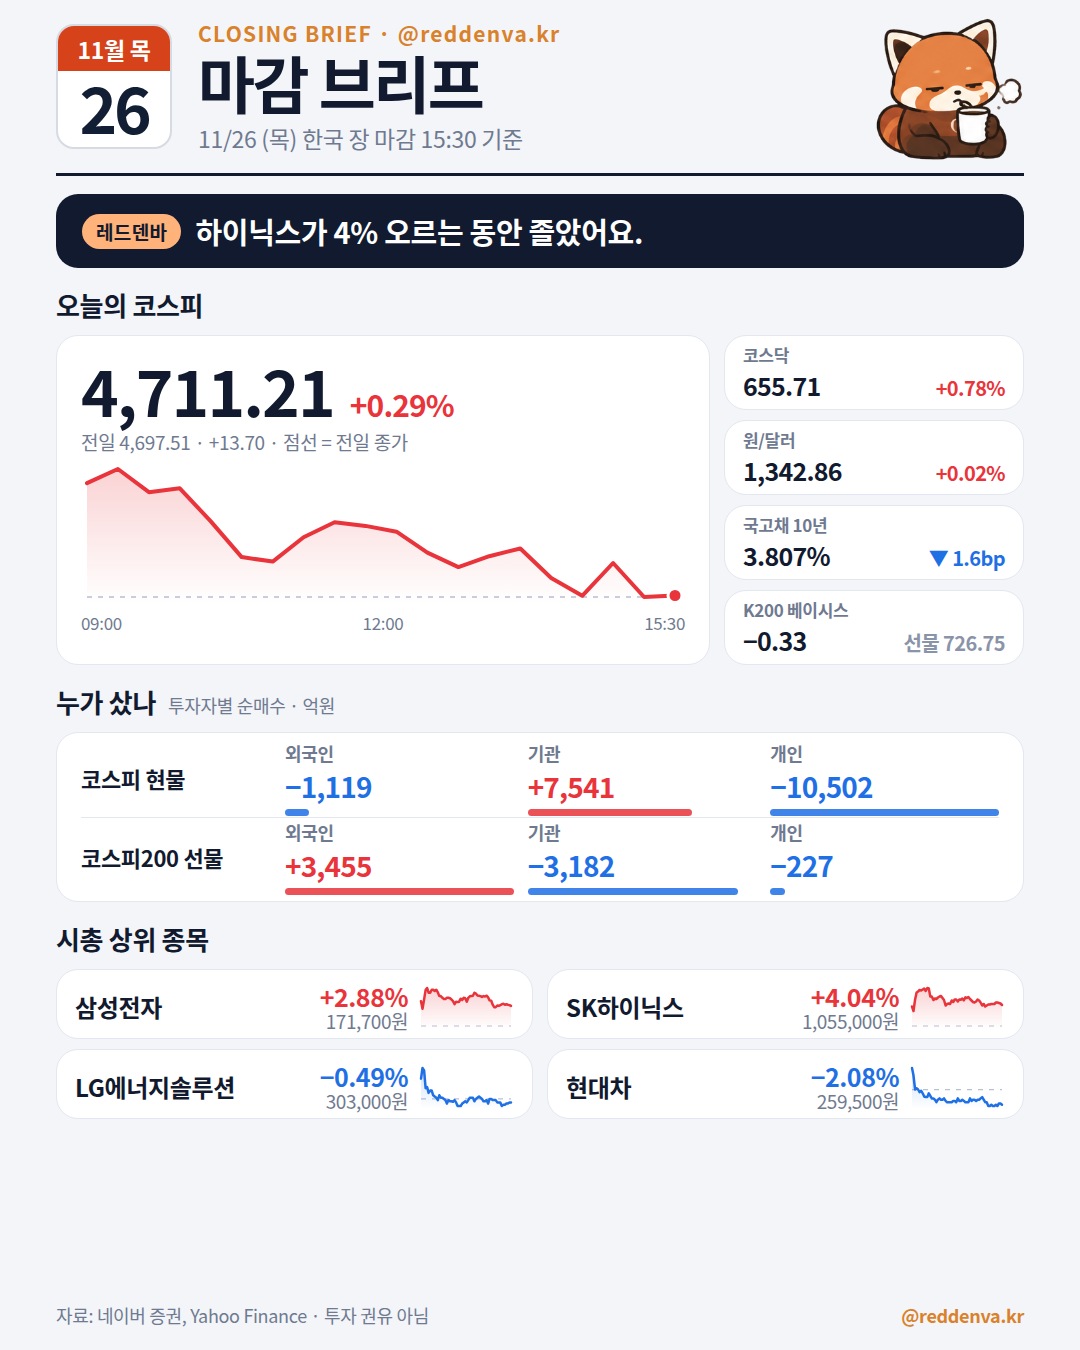 11월 목
26
CLOSING BRIEF · @reddenva.kr
마감 브리프
11/26 (목) 한국 장 마감 15:30 기준
레드덴바 하이닉스가 4% 오르는 동안 졸았어요.
오늘의 코스피
4,711.21 +0.29%
전일 4,697.51 · +13.70 · 점선 = 전일 종가
09:00 12:00 15:30
코스닥
655.71 +0.78%
원/달러
1,342.86 +0.02%
국고채 10년
3.807% ▼ 1.6bp
K200 베이시스
−0.33 선물 726.75
누가 샀나 투자자별 순매수 · 억원
코스피 현물
외국인 기관 개인
−1,119 +7,541 −10,502
코스피200 선물
외국인 기관 개인
+3,455 −3,182 −227
시총 상위 종목
삼성전자 +2.88%
171,700원
SK하이닉스 +4.04%
1,055,000원
LG에너지솔루션 −0.49%
303,000원
현대차 −2.08%
259,500원
자료: 네이버 증권, Yahoo Finance · 투자 권유 아님
@reddenva.kr